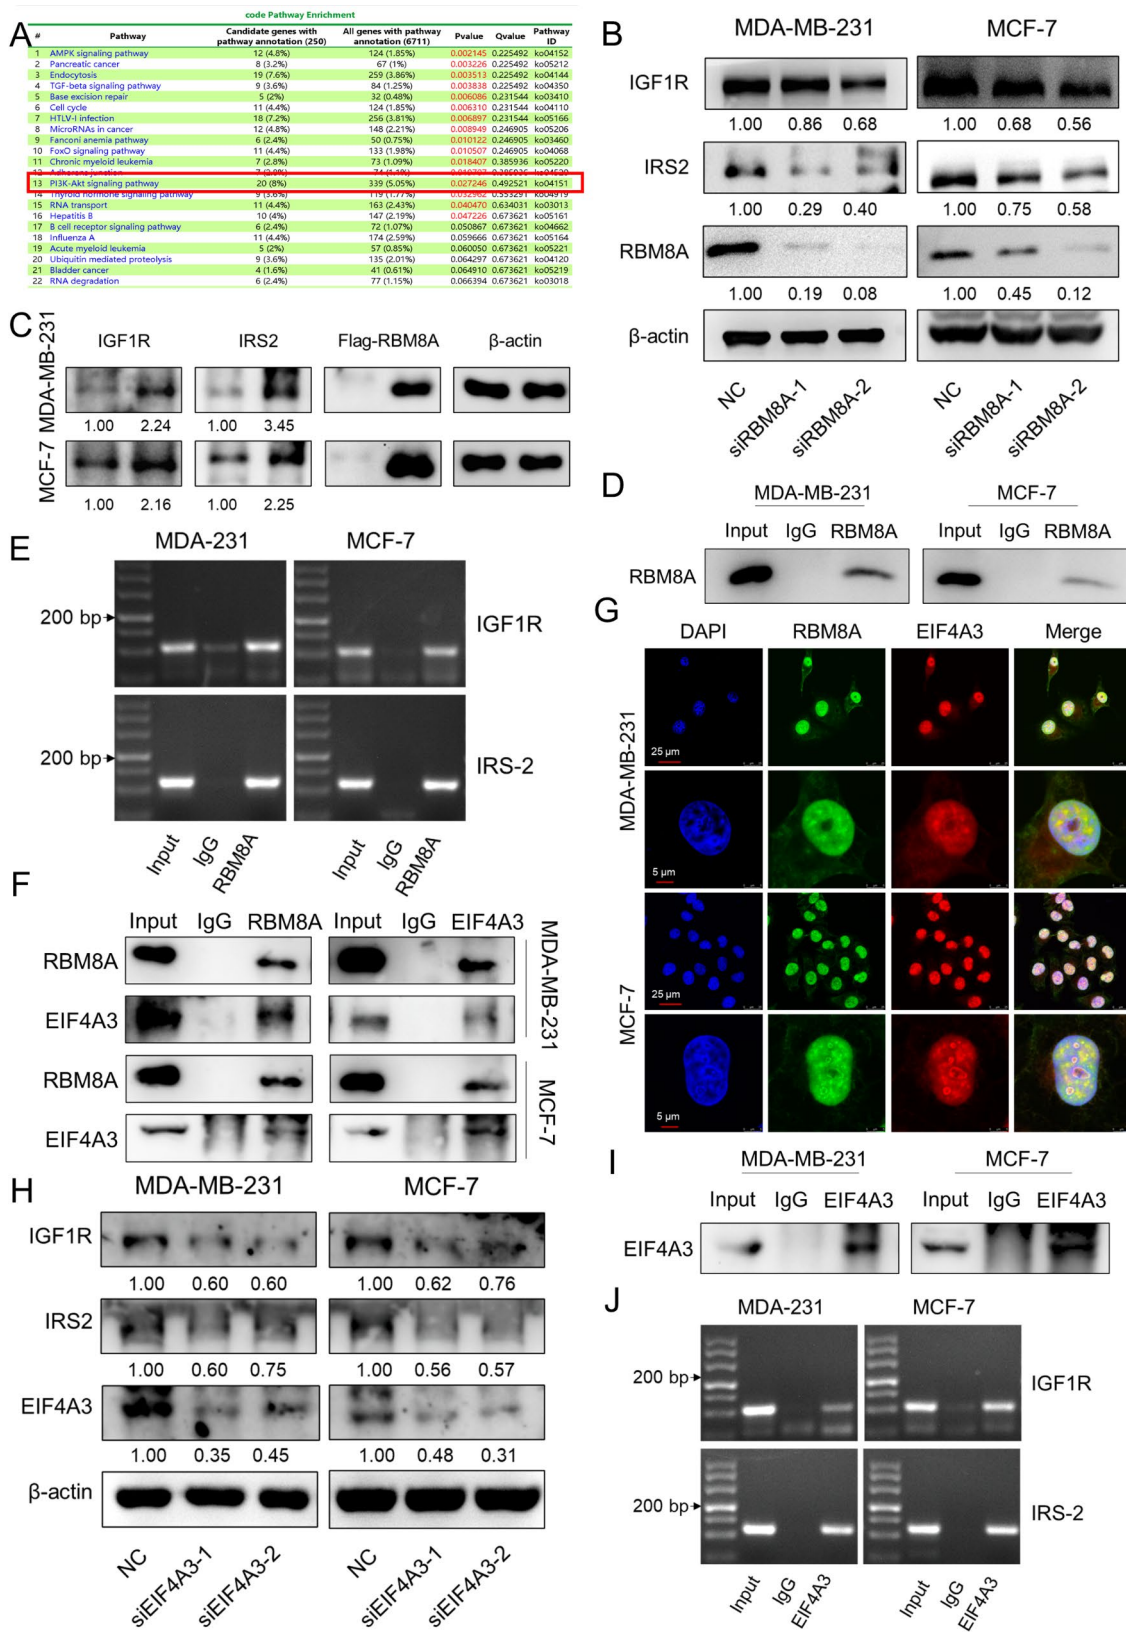 A
code Pathway Enrichment
# Pathway Candidate genes with pathway annotation (250) All genes with pathway annotation (6711) Pvalue Qvalue Pathway ID
1 AMPK signaling pathway 12 (4.8%) 124 (1.85%) 0.002145 0.225492 ko04152
2 Pancreatic cancer 8 (3.2%) 67 (1%) 0.003226 0.225492 ko05212
3 Endocytosis 19 (7.6%) 259 (3.86%) 0.003513 0.225492 ko04144
4 TGF-beta signaling pathway 9 (3.6%) 84 (1.25%) 0.003838 0.225492 ko04350
5 Base excision repair 5 (2%) 32 (0.48%) 0.006086 0.231544 ko03410
6 Cell cycle 11 (4.4%) 124 (1.85%) 0.006310 0.231544 ko04110
7 HTLV-I infection 18 (7.2%) 256 (3.81%) 0.006897 0.231544 ko05166
8 MicroRNAs in cancer 12 (4.8%) 148 (2.21%) 0.008949 0.246905 ko05206
9 Fanconi anemia pathway 6 (2.4%) 50 (0.75%) 0.010122 0.246905 ko03460
10 FoxO signaling pathway 11 (4.4%) 133 (1.98%) 0.010507 0.246905 ko04068
11 Chronic myeloid leukemia 7 (2.8%) 73 (1.09%) 0.018407 0.385936 ko05220
12 Adherens junction
13 PI3K-Akt signaling pathway 20 (8%) 339 (5.05%) 0.027246 0.492521 ko04151
14 Thyroid hormone signaling pathway 9 (3.6%) 119 (1.77%) 0.032962 0.553291 ko04919
15 RNA transport 11 (4.4%) 163 (2.43%) 0.040470 0.634031 ko03013
16 Hepatitis B 10 (4%) 147 (2.19%) 0.047226 0.673621 ko05161
17 B cell receptor signaling pathway 6 (2.4%) 72 (1.07%) 0.050867 0.673621 ko04662
18 Influenza A 11 (4.4%) 174 (2.59%) 0.059666 0.673621 ko05164
19 Acute myeloid leukemia 5 (2%) 57 (0.85%) 0.060050 0.673621 ko05221
20 Ubiquitin mediated proteolysis 9 (3.6%) 135 (2.01%) 0.064297 0.673621 ko04120
21 Bladder cancer 4 (1.6%) 41 (0.61%) 0.064910 0.673621 ko05219
22 RNA degradation 6 (2.4%) 77 (1.15%) 0.066394 0.673621 ko03018
B
MDA-MB-231 MCF-7
IGF1R
1.00 0.86 0.68 1.00 0.68 0.56
IRS2
1.00 0.29 0.40 1.00 0.75 0.58
RBM8A
1.00 0.19 0.08 1.00 0.45 0.12
β-actin
NC siRBM8A-1 siRBM8A-2 NC siRBM8A-1 siRBM8A-2
C
IGF1R IRS2 Flag-RBM8A β-actin
MDA-MB-231
1.00 2.24 1.00 3.45
MCF-7
1.00 2.16 1.00 2.25
D
MDA-MB-231 MCF-7
Input IgG RBM8A Input IgG RBM8A
RBM8A
E
MDA-231 MCF-7
200 bp IGF1R
200 bp IRS-2
Input IgG RBM8A Input IgG RBM8A
F
Input IgG RBM8A Input IgG EIF4A3
RBM8A
EIF4A3
MDA-MB-231
RBM8A
EIF4A3
MCF-7
G
DAPI RBM8A EIF4A3 Merge
MDA-MB-231
25 μm
5 μm
MCF-7
25 μm
5 μm
H
MDA-MB-231 MCF-7
IGF1R
1.00 0.60 0.60 1.00 0.62 0.76
IRS2
1.00 0.60 0.75 1.00 0.56 0.57
EIF4A3
1.00 0.35 0.45 1.00 0.48 0.31
β-actin
NC siEIF4A3-1 siEIF4A3-2 NC siEIF4A3-1 siEIF4A3-2
I
MDA-MB-231 MCF-7
Input IgG EIF4A3 Input IgG EIF4A3
EIF4A3
J
MDA-231 MCF-7
200 bp IGF1R
200 bp IRS-2
Input IgG EIF4A3 Input IgG EIF4A3